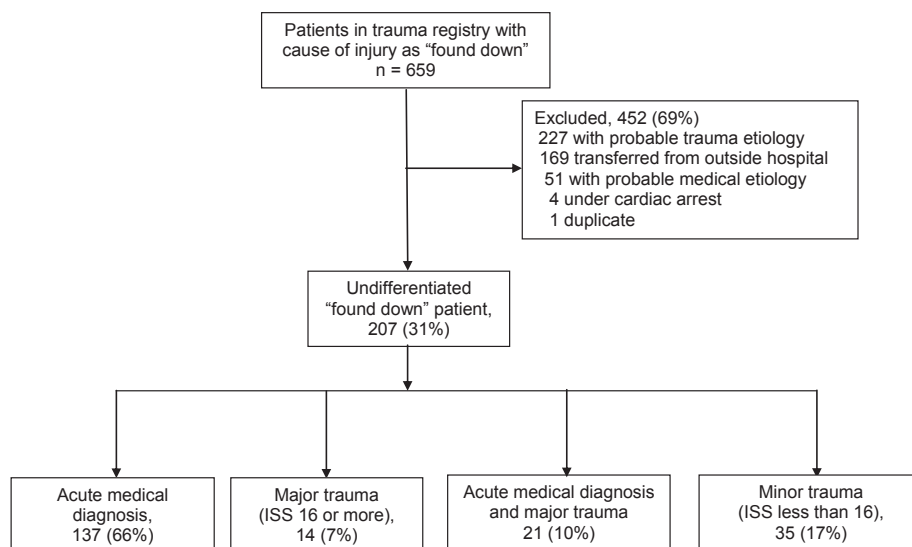 Patients in trauma registry with
cause of injury as “found down”
n = 659
Excluded, 452 (69%)
227 with probable trauma etiology
169 transferred from outside hospital
51 with probable medical etiology
4 under cardiac arrest
1 duplicate
Undifferentiated
“found down” patient,
207 (31%)
Acute medical
diagnosis,
137 (66%)
Major trauma
(ISS 16 or more),
14 (7%)
Acute medical diagnosis
and major trauma
21 (10%)
Minor trauma
(ISS less than 16),
35 (17%)